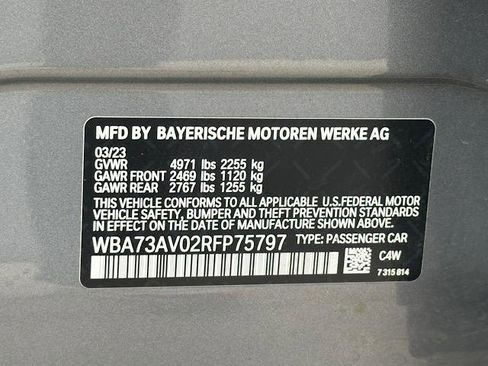 MFD BY BAYERISCHE MOTOREN WERKE AG
03/23
GVWR 4971 lbs 2255 kg
GAWR FRONT 2469 lbs 1120 kg
GAWR REAR 2767 lbs 1255 kg
THIS VEHICLE CONFORMS TO ALL APPLICABLE U.S.FEDERAL MOTOR
VEHICLE SAFETY, BUMPER, AND THEFT PREVENTION STANDARDS IN
EFFECT ON THE DATE OF MANUFACTURE SHOWN ABOVE.
WBA73AV02RFP75797 TYPE: PASSENGER CAR
C4W
7 315 814